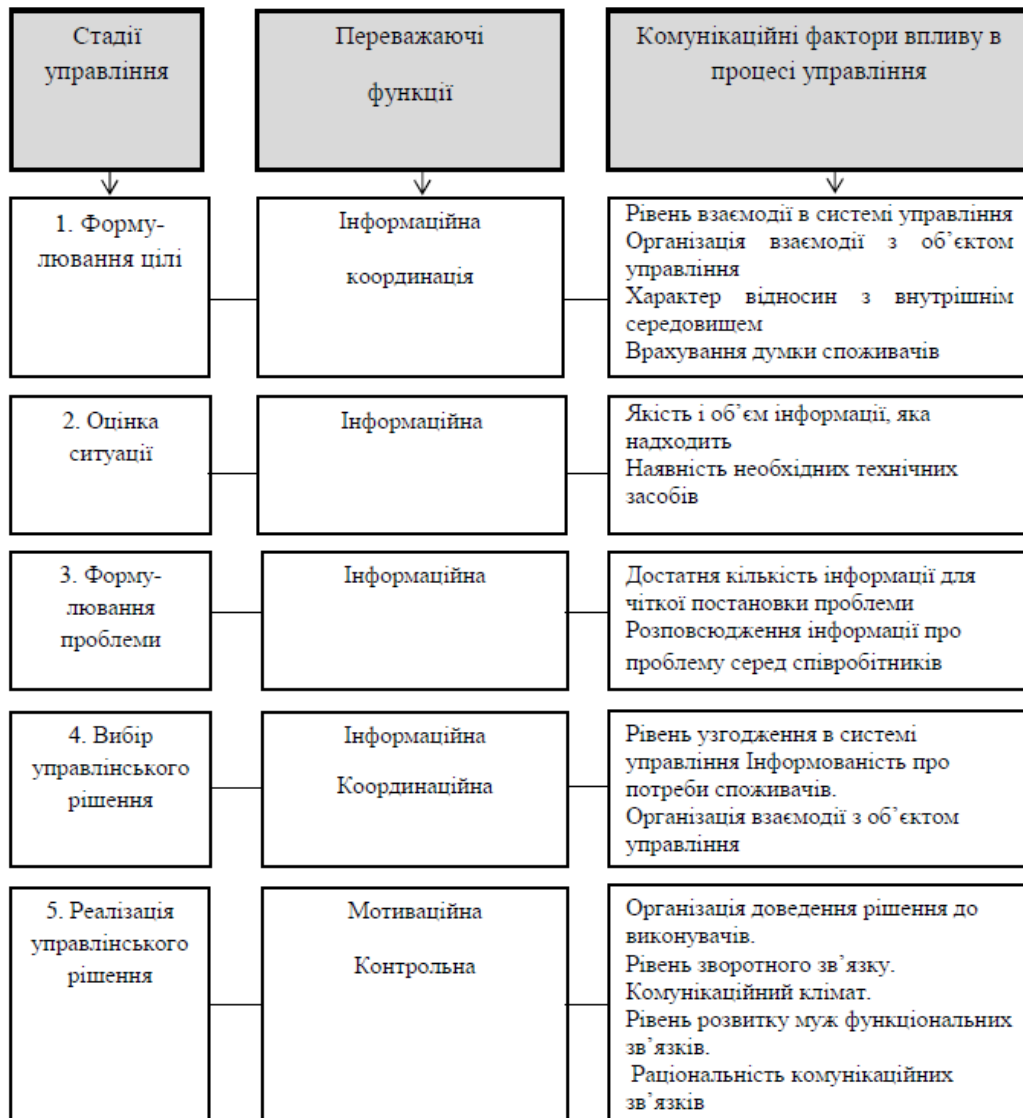 Стадії
управління
Переважаючі
функції
Комунікаційні фактори впливу в
процесі управління
1. Форму-
лювання цілі
Інформаційна
координація
Рівень взаємодії в системі управління
Організація взаємодії з об’єктом
управління
Характер відносин з внутрішнім
середовищем
Врахування думки споживачів
2. Оцінка
ситуації
Інформаційна
Якість і об’єм інформації, яка
надходить
Наявність необхідних технічних
засобів
3. Форму-
лювання
проблеми
Інформаційна
Достатня кількість інформації для
чіткої постановки проблеми
Розповсюдження інформації про
проблему серед співробітників
4. Вибір
управлінського
рішення
Інформаційна
Координаційна
Рівень узгодження в системі
управління Інформованість про
потреби споживачів.
Організація взаємодії з об’єктом
управління
5. Реалізація
управлінського
рішення
Мотиваційна
Контрольна
Організація доведення рішення до
виконувачів.
Рівень зворотного зв’язку.
Комунікаційний клімат.
Рівень розвитку муж функціональних
зв’язків.
Раціональність комунікаційних
зв’язків